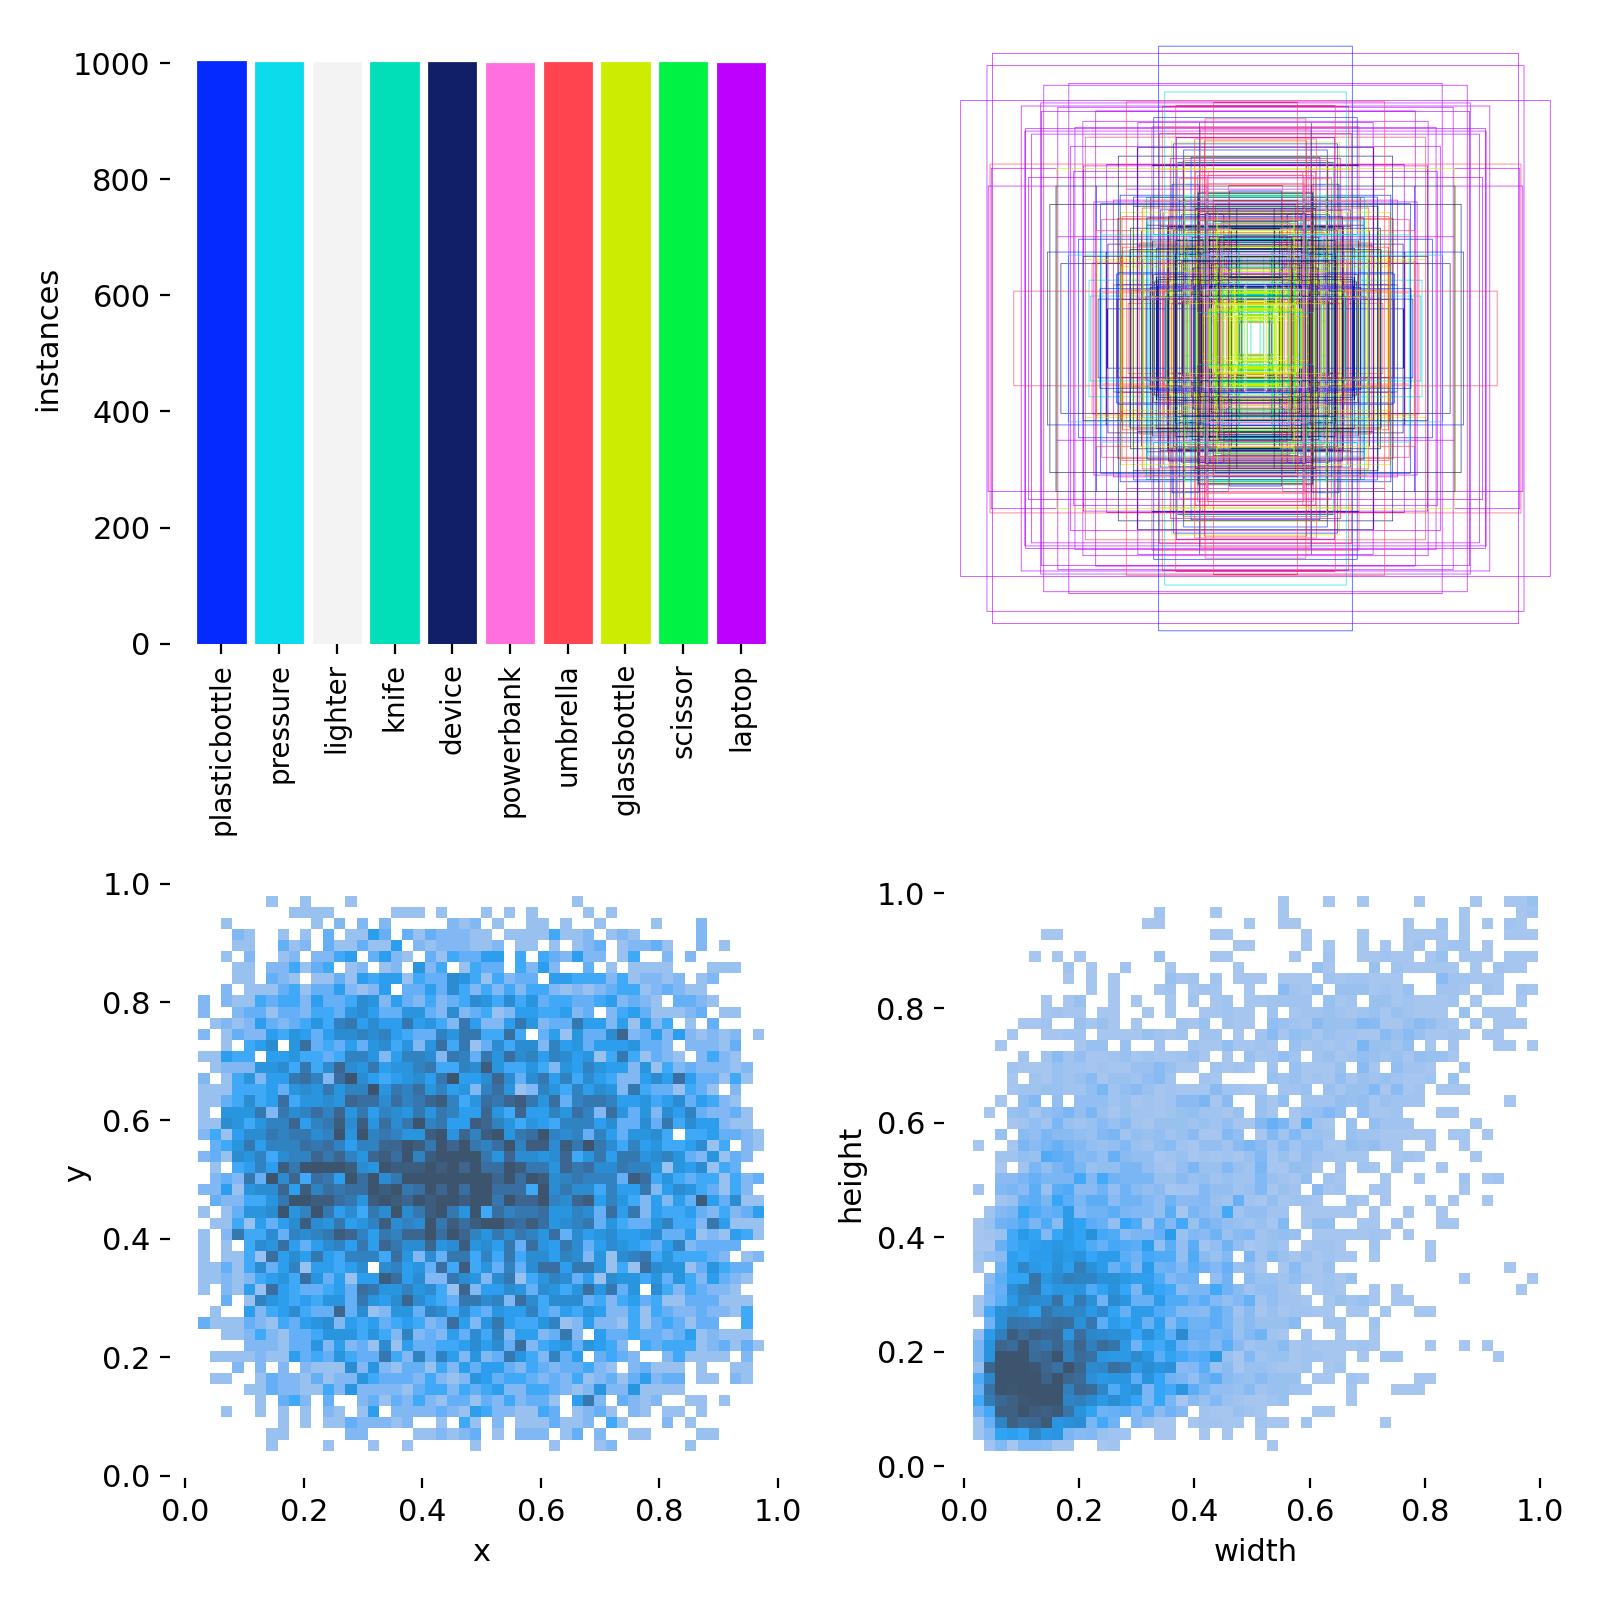 1000
800
600
400
200
0
instances
plasticbottle
pressure
lighter
knife
device
powerbank
umbrella
glassbottle
scissor
laptop
1.0
0.8
0.6
0.4
0.2
0.0
y
0.0 0.2 0.4 0.6 0.8 1.0
x
1.0
0.8
0.6
0.4
0.2
0.0
height
0.0 0.2 0.4 0.6 0.8 1.0
width